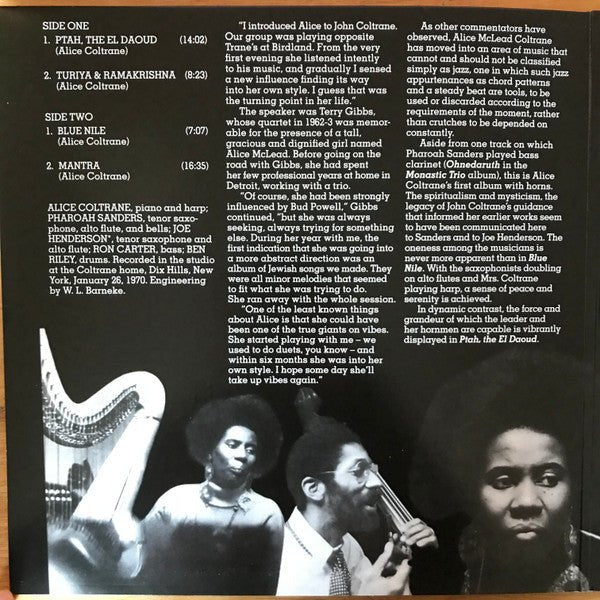 SIDE ONE
1. PTAH, THE EL DAOUD (14:02)
(Alice Coltrane)
2. TURIYA & RAMAKRISHNA (8:23)
(Alice Coltrane)
SIDE TWO
1. BLUE NILE (7:07)
(Alice Coltrane)
2. MANTRA (16:35)
(Alice Coltrane)
ALICE COLTRANE, piano and harp;
PHAROAH SANDERS, tenor saxo-
phone, alto flute, and bells; JOE
HENDERSON*, tenor saxophone and
alto flute; RON CARTER, bass; BEN
RILEY, drums. Recorded in the studio
at the Coltrane home, Dix Hills, New
York, January 26, 1970. Engineering
by W. L. Barneke.
"I introduced Alice to John Coltrane.
Our group was playing opposite
Trane's at Birdland. From the very
first evening she listened intently
to his music, and gradually I sensed
a new influence finding its way
into her own style. I guess that was
the turning point in her life."
The speaker was Terry Gibbs,
whose quartet in 1962-3 was memor-
able for the presence of a tall,
gracious and dignified girl named
Alice McLeod. Before going on the
road with Gibbs, she had spent
her few professional years at home in
Detroit, working with a trio.
"Of course, she had been strongly
influenced by Bud Powell," Gibbs
continued, "but she was always
seeking, always trying for something
else. During her year with me, the
first indication that she was going into
a more abstract direction was an
album of Jewish songs we made. They
were all minor melodies that seemed
to fit what she was trying to do.
She ran away with the whole session.
"One of the least known things
about Alice is that she could have
been one of the true giants on vibes.
She started playing with me – we
used to do duets, you know – and
within six months she was into her
own style. I hope some day she'll
take up vibes again."
As other commentators have
observed, Alice McLead Coltrane
has moved into an area of music that
cannot and should not be classified
simply as jazz, one in which such jazz
appurtenances as chord patterns
and a steady beat are tools, to be
used or discarded according to the
requirements of the moment, rather
than crutches to be depended on
constantly.
Aside from one track on which
Pharoah Sanders played bass
clarinet (Ohnedaruth in the
Monastic Trio album), this is Alice
Coltrane's first album with horns.
The spiritualism and mysticism, the
legacy of John Coltrane's guidance
that informed her earlier works seem
to have been communicated here
to Sanders and to Joe Henderson. The
oneness among the musicians is
never more apparent than in Blue
Nile. With the saxophonists doubling
on alto flutes and Mrs. Coltrane
playing harp, a sense of peace and
serenity is achieved.
In dynamic contrast, the force and
grandeur of which the leader and
her hornmen are capable is vibrantly
displayed in Ptah, the El Daoud.